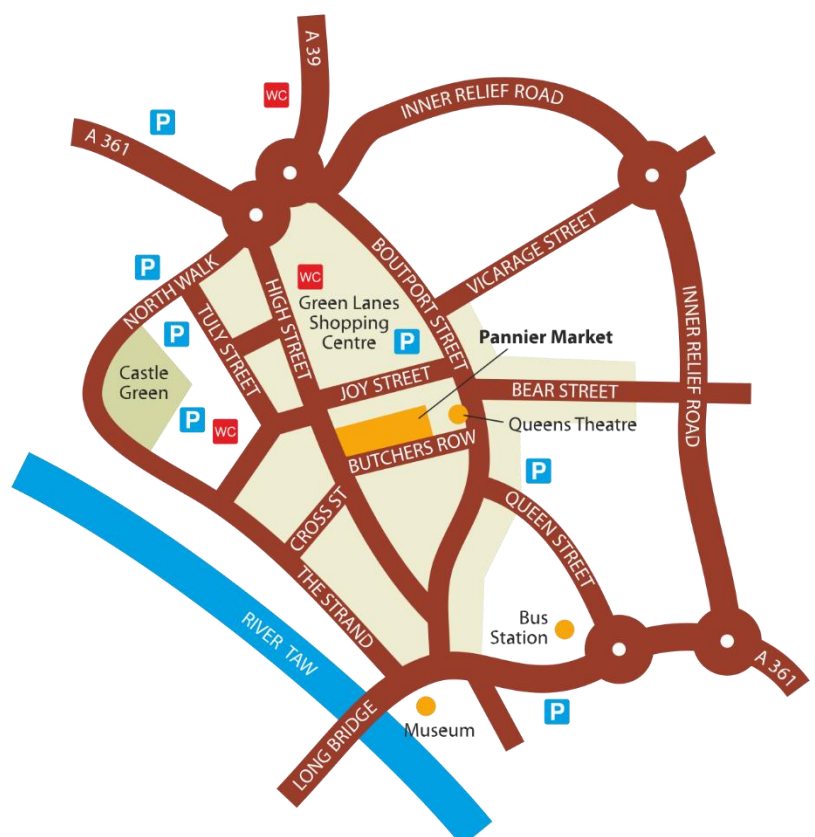 A 39
WC
INNER RELIEF ROAD
P
A 361
VICARAGE STREET
BOUTPORT STREET
P
NORTH WALK
WC
HIGH STREET
Green Lanes
Shopping
Centre
INNER RELIEF ROAD
TULY STREET
P
P
Pannier Market
Castle
Green
JOY STREET
BEAR STREET
P
WC
Queens Theatre
BUTCHERS ROW
P
CROSS ST
QUEEN STREET
THE STRAND
RIVER TAW
Bus
Station
A 361
LONG BRIDGE
P
Museum